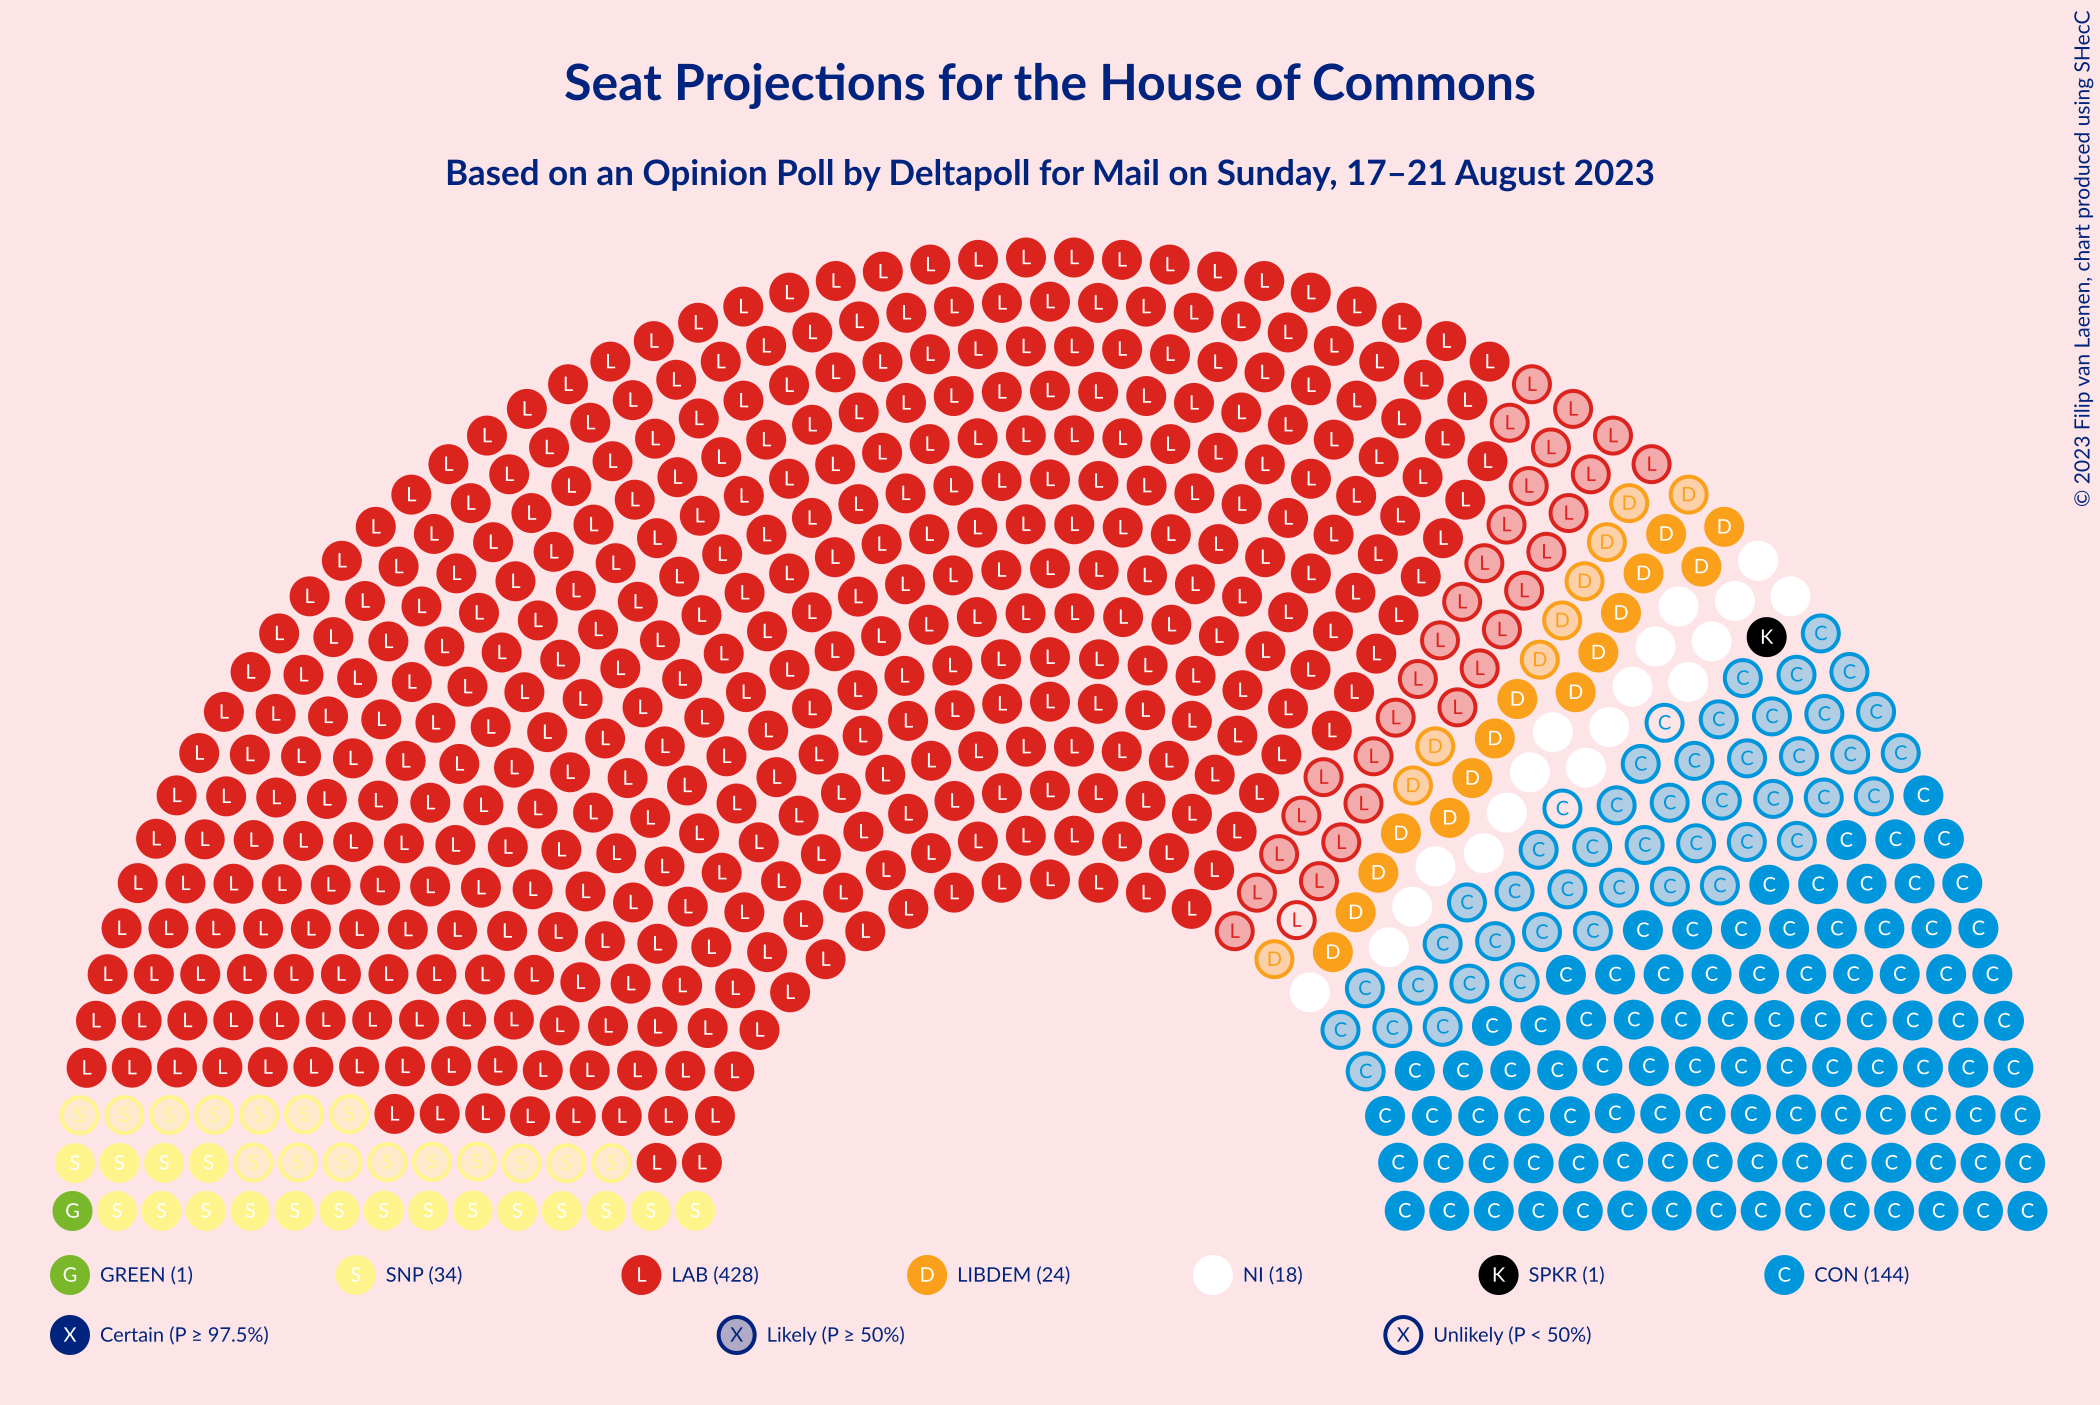 Seat Projections for the House of Commons
Based on an Opinion Poll by Deltapoll for Mail on Sunday, 17–21 August 2023
© 2023 Filip van Laenen, chart produced using SHecC
G GREEN (1)
S SNP (34)
L LAB (428)
D LIBDEM (24)
NI (18)
K SPKR (1)
C CON (144)
X Certain (P ≥ 97.5%)
X Likely (P ≥ 50%)
X Unlikely (P < 50%)